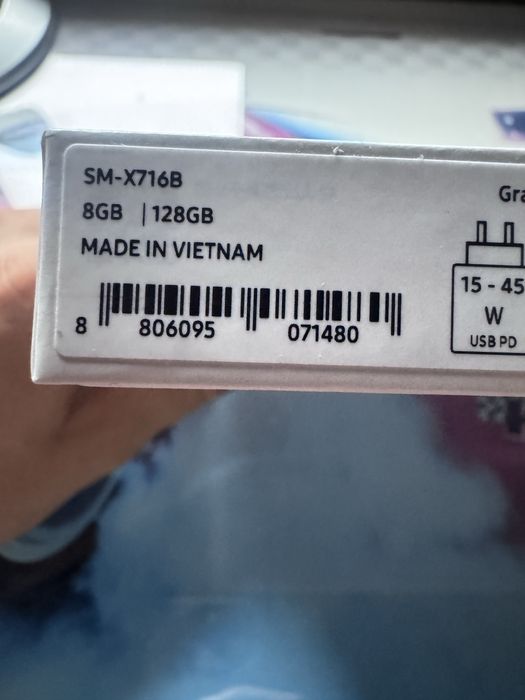 SM-X716B
8GB | 128GB
MADE IN VIETNAM
8 806095 071480
Gra
15 - 45
W
USB PD